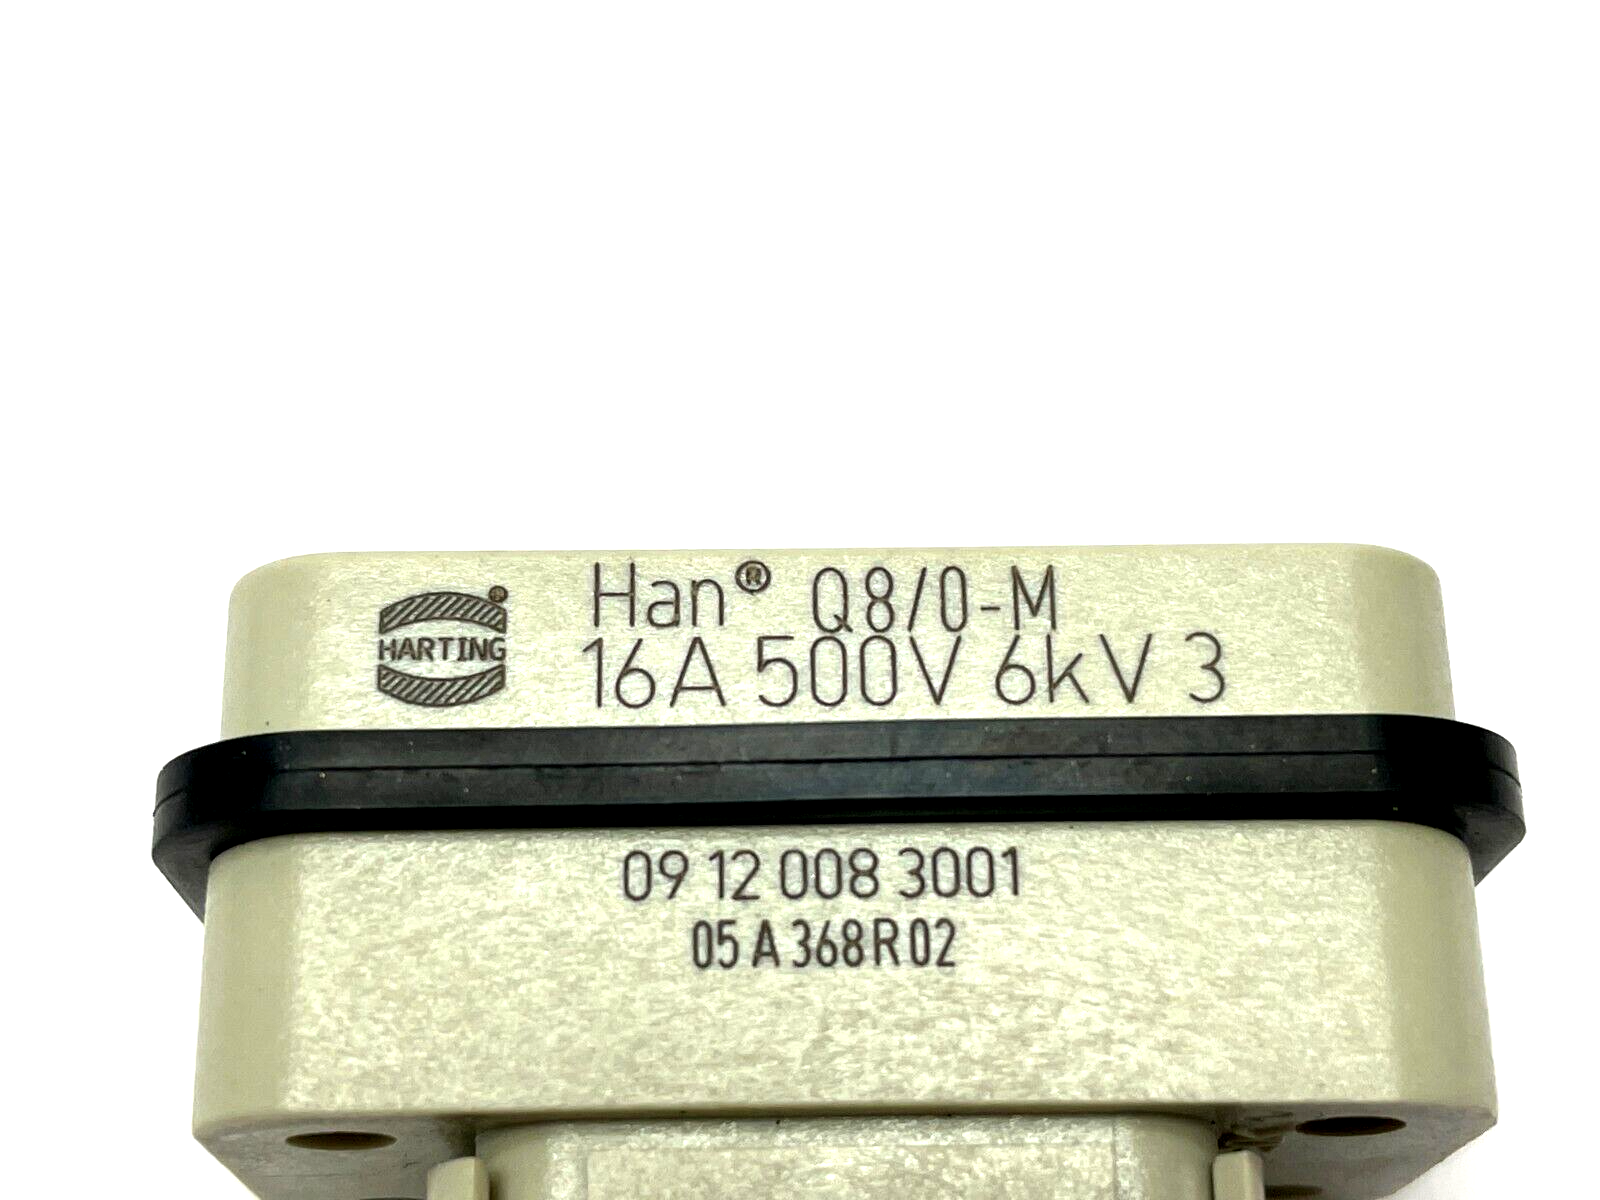 HARTING
Han® Q8/0-M
16A 500V 6kV 3
09 12 008 3001
05 A 368 R 02